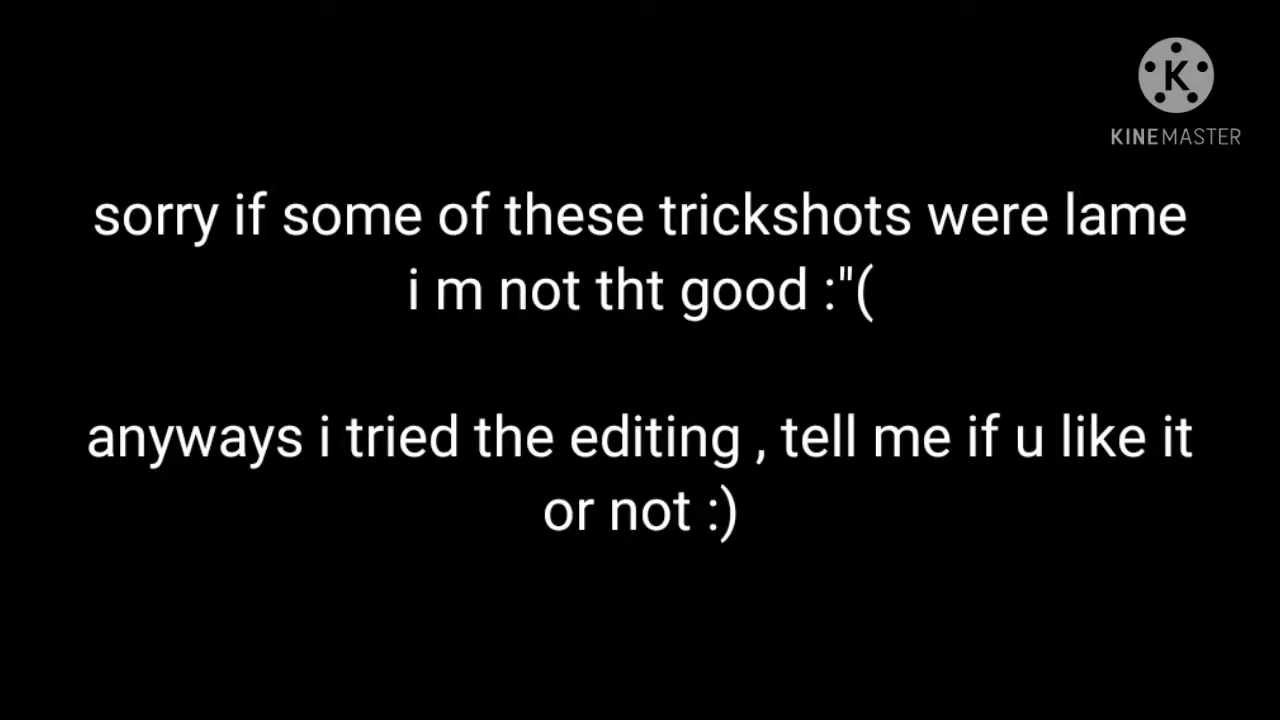 K
KINEMASTER
sorry if some of these trickshots were lame
i m not tht good :"(
anyways i tried the editing , tell me if u like it
or not :)